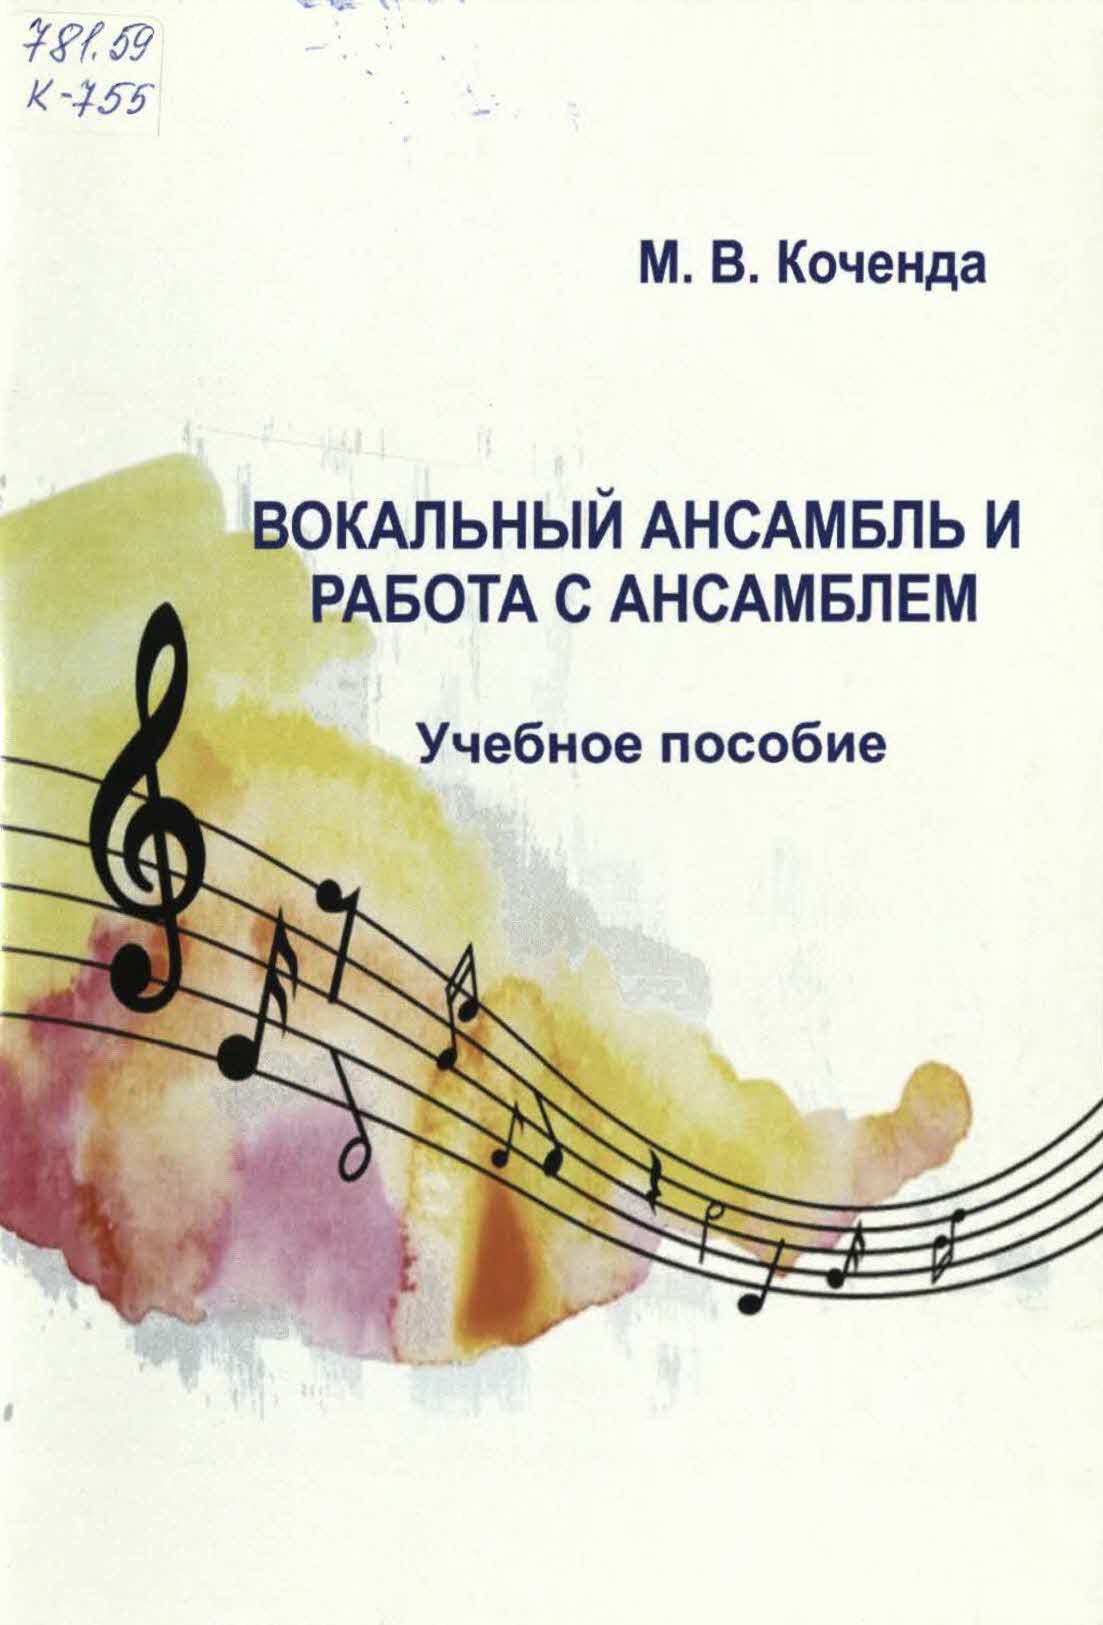 781.59
К-755
М. В. Коченда
ВОКАЛЬНЫЙ АНСАМБЛЬ И
РАБОТА С АНСАМБЛЕМ
Учебное пособие